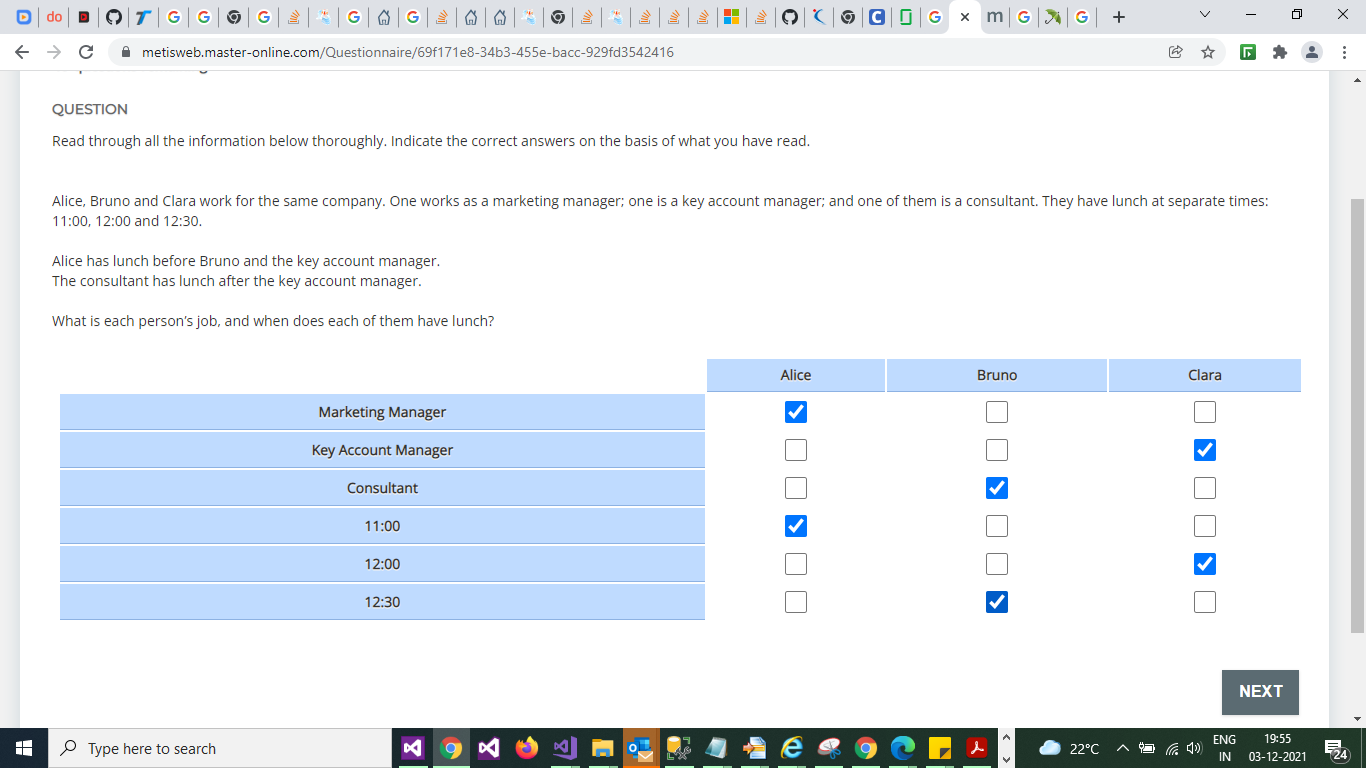 do
metisweb.master-online.com/Questionnaire/69f171e8-34b3-455e-bacc-929fd3542416
QUESTION
Read through all the information below thoroughly. Indicate the correct answers on the basis of what you have read.
Alice, Bruno and Clara work for the same company. One works as a marketing manager; one is a key account manager; and one of them is a consultant. They have lunch at separate times:
11:00, 12:00 and 12:30.
Alice has lunch before Bruno and the key account manager.
The consultant has lunch after the key account manager.
What is each person's job, and when does each of them have lunch?
Alice Bruno Clara
Marketing Manager
Key Account Manager
Consultant
11:00
12:00
12:30
NEXT
Type here to search
22°C
ENG
IN
19:55
03-12-2021
24